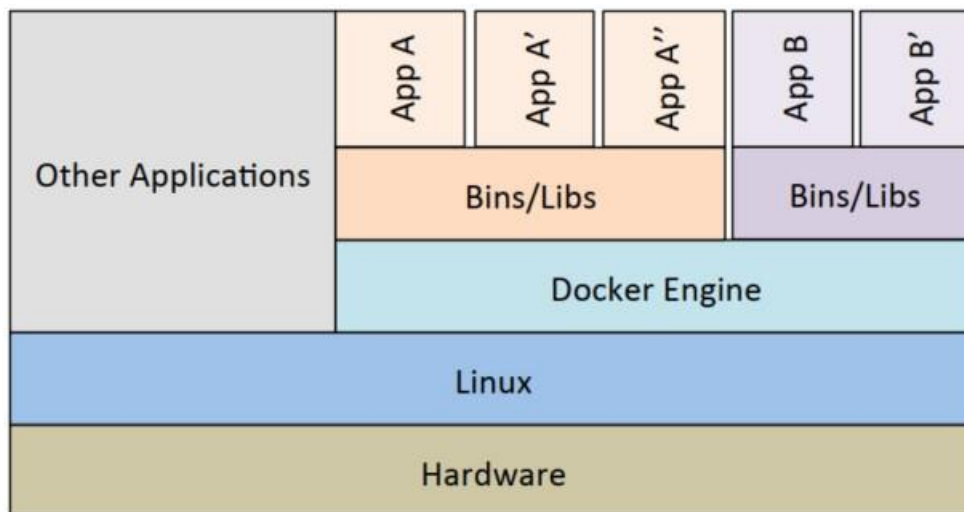 App A
App A’
App A’’
App B
App B’
Other Applications
Bins/Libs
Bins/Libs
Docker Engine
Linux
Hardware